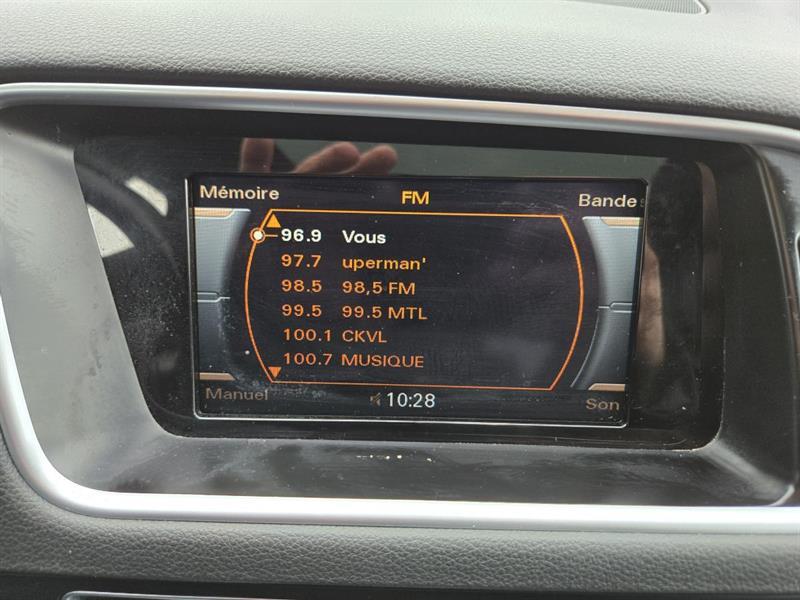 Mémoire FM Bandes
96.9 Vous
97.7 uperman'
98.5 98,5 FM
99.5 99.5 MTL
100.1 CKVL
100.7 MUSIQUE
Manuel 10:28 Son